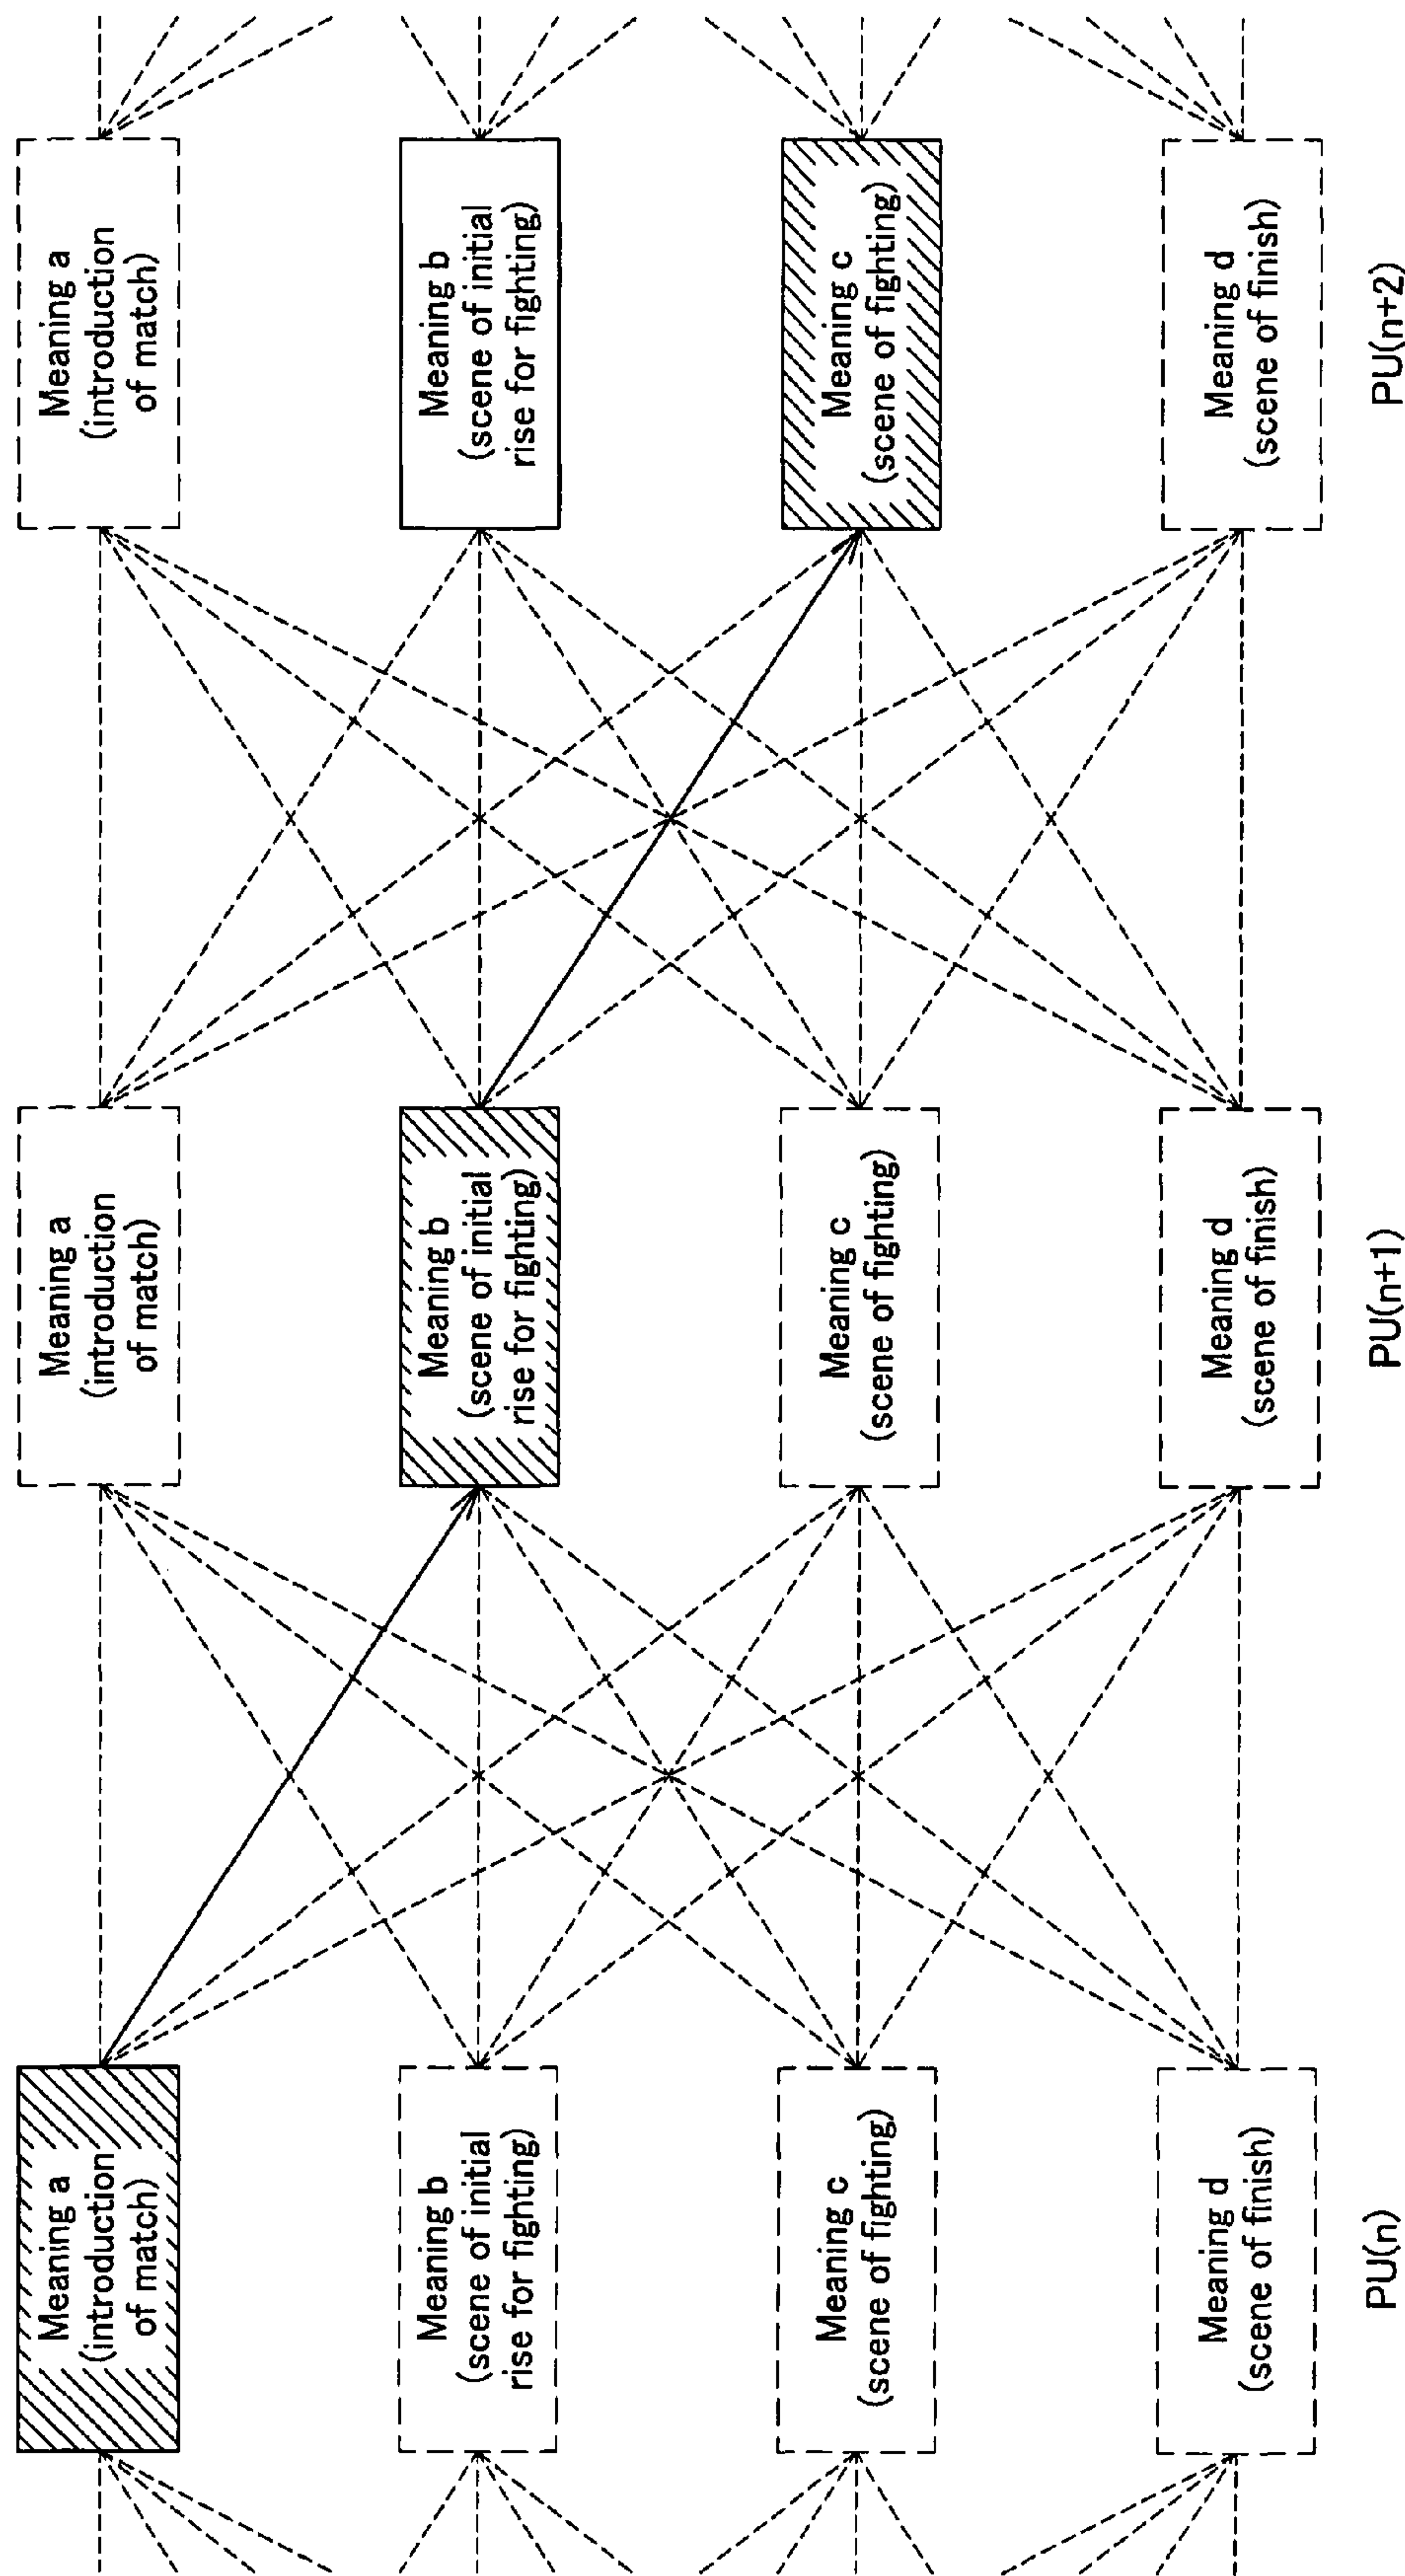 Meaning a
(introduction
of match)
Meaning b
(scene of initial
rise for fighting)
Meaning c
(scene of fighting)
Meaning d
(scene of finish)
PU(n)
Meaning a
(introduction
of match)
Meaning b
(scene of initial
rise for fighting)
Meaning c
(scene of fighting)
Meaning d
(scene of finish)
PU(n+1)
Meaning a
(introduction
of match)
Meaning b
(scene of initial
rise for fighting)
Meaning c
(scene of fighting)
Meaning d
(scene of finish)
PU(n+2)